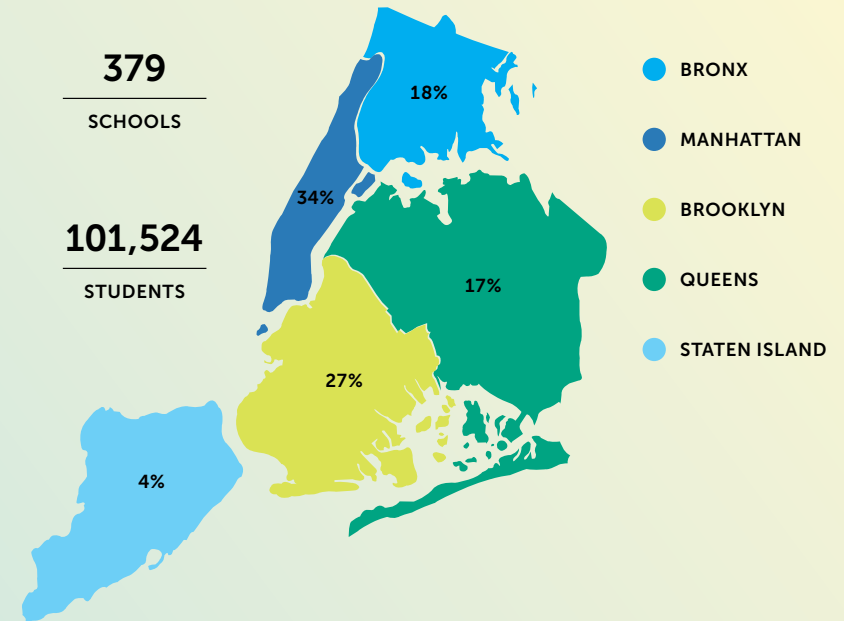 379
SCHOOLS
101,524
STUDENTS
18%
34%
17%
27%
4%
BRONX
MANHATTAN
BROOKLYN
QUEENS
STATEN ISLAND